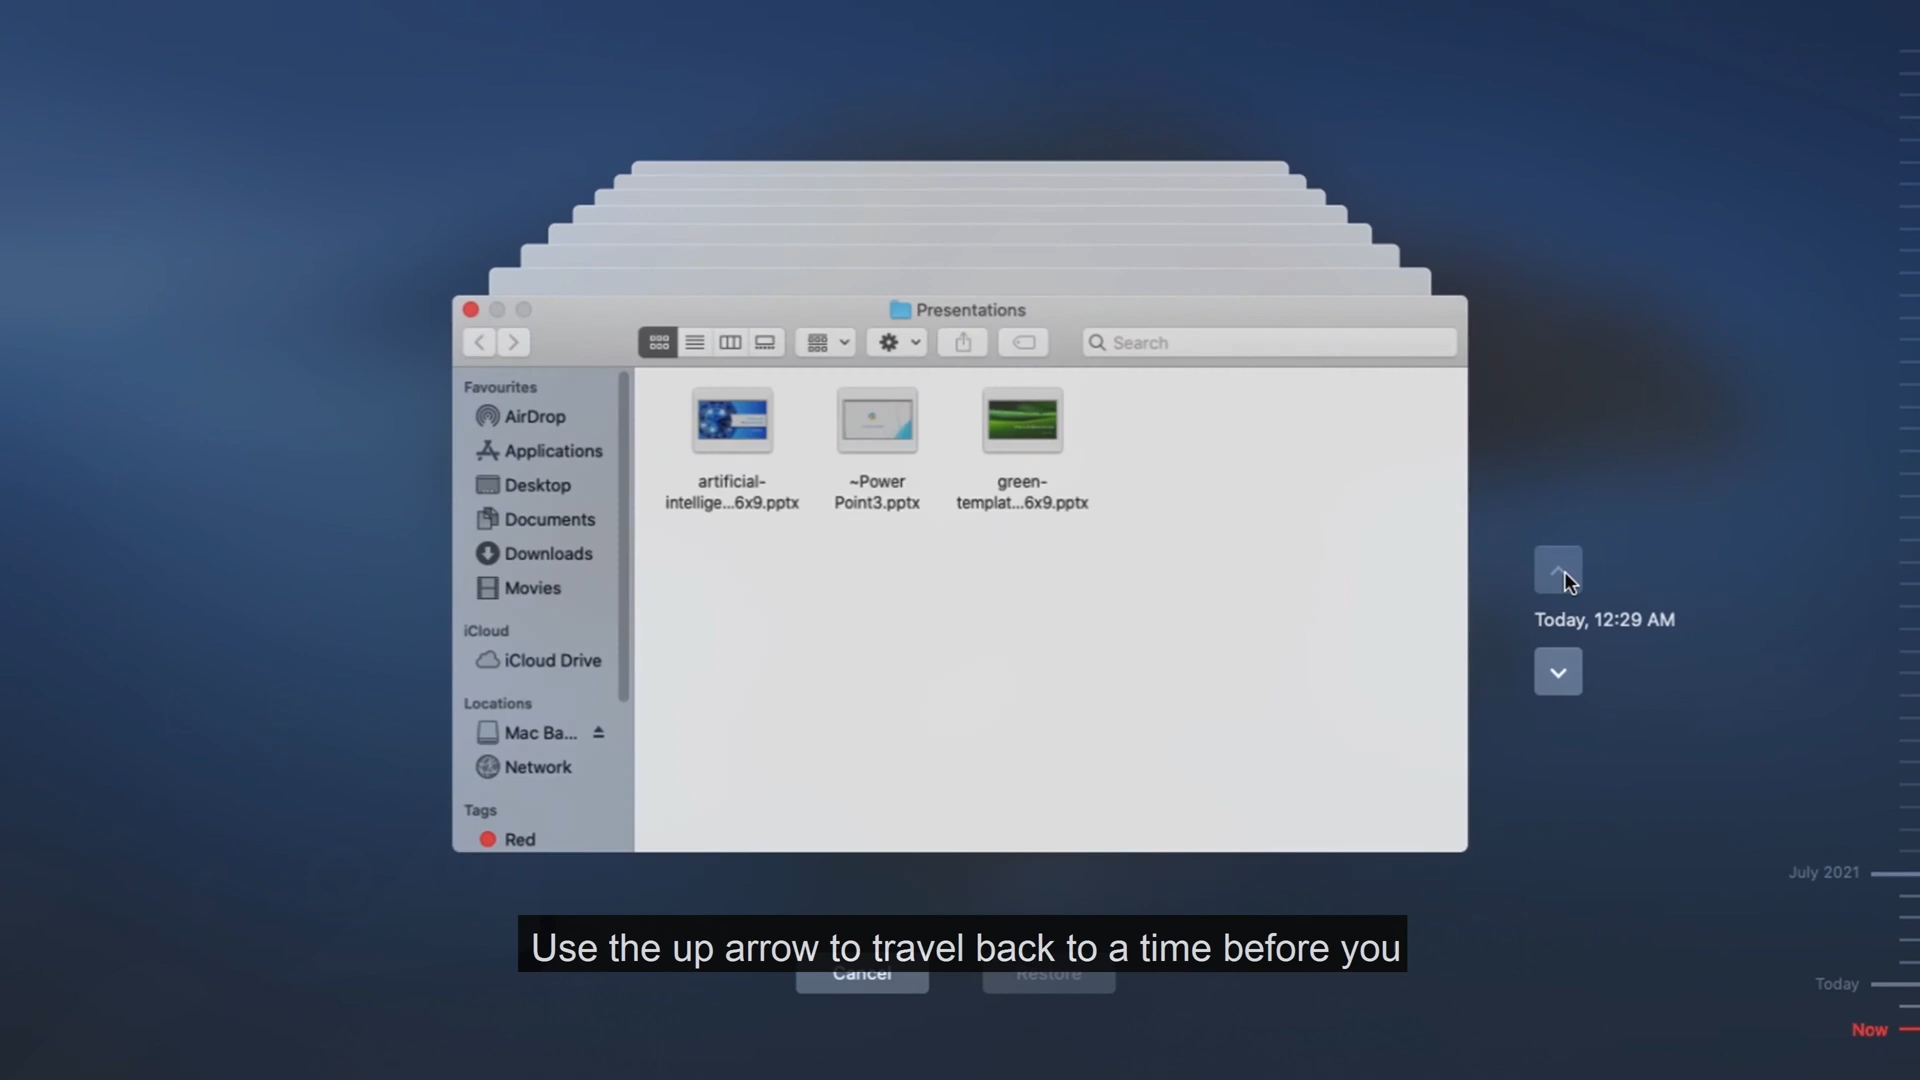 Presentations
Search
Favourites
AirDrop
Applications
Desktop
Documents
Downloads
Movies
iCloud
iCloud Drive
Locations
Mac Ba...
Network
Tags
Red
artificial-
intellige...6x9.pptx
~Power
Point3.pptx
green-
templat...6x9.pptx
Today, 12:29 AM
July 2021
Today
Now
Use the up arrow to travel back to a time before you
Cancel
Restore